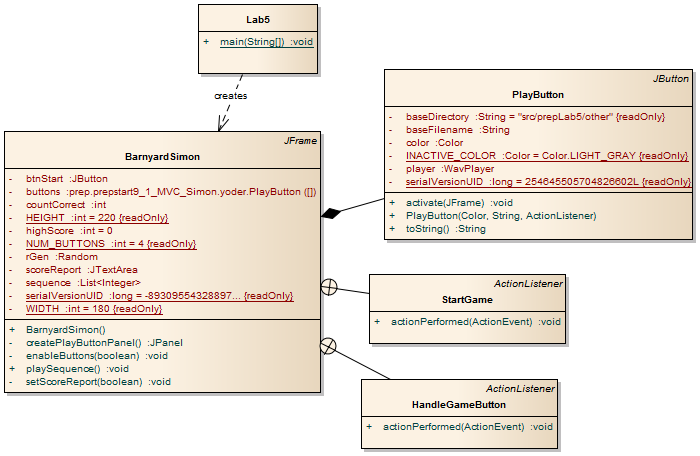 Lab5
+ main(String[]) :void
creates
JButton
PlayButton
- baseDirectory :String = "src/prepLab5/other" {readOnly}
- baseFilename :String
- color :Color
- INACTIVE_COLOR :Color = Color.LIGHT_GRAY {readOnly}
- player :WavPlayer
- serialVersionUID :long = 254645505704826602L {readOnly}
+ activate(JFrame) :void
+ PlayButton(Color, String, ActionListener)
+ toString() :String
JFrame
BarnyardSimon
- btnStart :JButton
- buttons :prep.prepstart9_1_MVC_Simon.yoder.PlayButton ([])
- countCorrect :int
- HEIGHT :int = 220 {readOnly}
- highScore :int = 0
- NUM_BUTTONS :int = 4 {readOnly}
- rGen :Random
- scoreReport :JTextArea
- sequence :List<Integer>
- serialVersionUID :long = -89309554328897... {readOnly}
- WIDTH :int = 180 {readOnly}
+ BarnyardSimon()
- createPlayButtonPanel() :JPanel
- enableButtons(boolean) :void
+ playSequence() :void
- setScoreReport(boolean) :void
ActionListener
StartGame
+ actionPerformed(ActionEvent) :void
ActionListener
HandleGameButton
+ actionPerformed(ActionEvent) :void